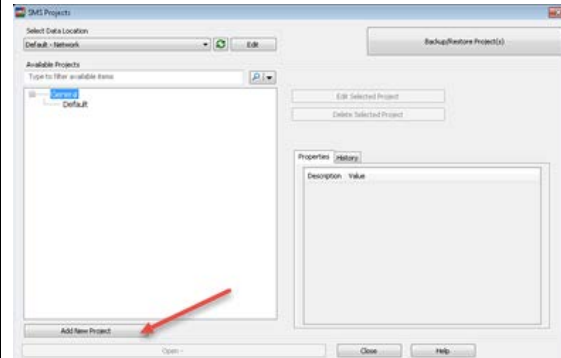 SMS Projects
Select Data Location
Default - Network
Edit
Backup/Restore Project(s)
Available Projects
Type to filter available items
General
Default
Edit Selected Project
Delete Selected Project
Properties History
Description Value
Add New Project
Open -
Close
Help